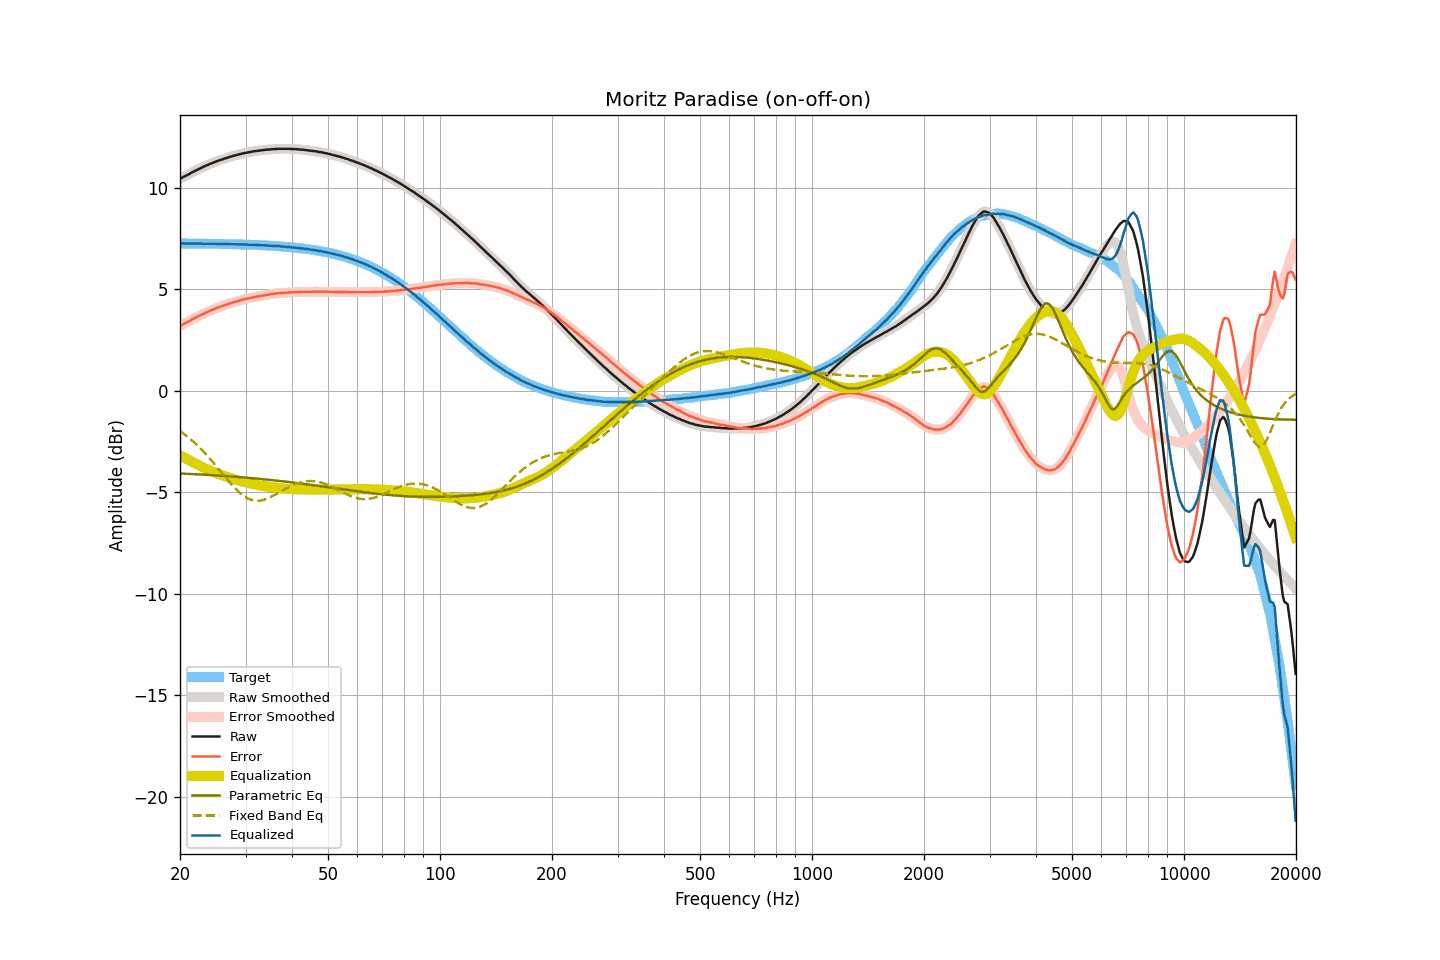 Moritz Paradise (on-off-on)
10
5
0
−5
−10
−15
−20
Amplitude (dBr)
Target
Raw Smoothed
Error Smoothed
Raw
Error
Equalization
Parametric Eq
Fixed Band Eq
Equalized
20 50 100 200 500 1000 2000 5000 10000 20000
Frequency (Hz)